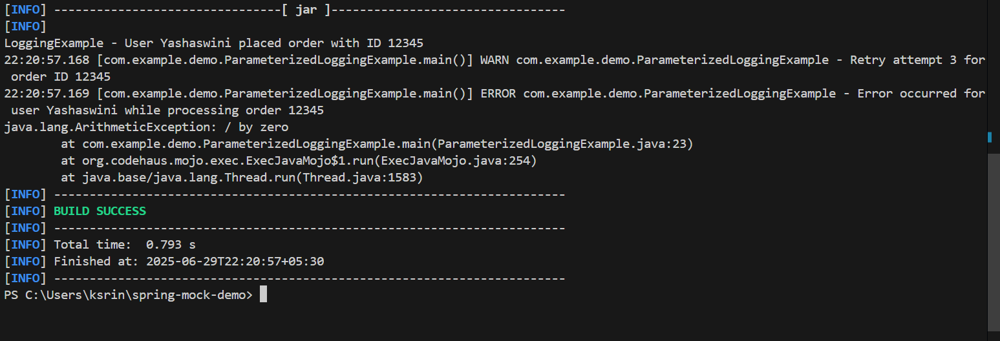 [INFO] --------------------------------[ jar ]---------------------------------
[INFO]
LoggingExample - User Yashaswini placed order with ID 12345
22:20:57.168 [com.example.demo.ParameterizedLoggingExample.main()] WARN com.example.demo.ParameterizedLoggingExample - Retry attempt 3 for
 order ID 12345
22:20:57.169 [com.example.demo.ParameterizedLoggingExample.main()] ERROR com.example.demo.ParameterizedLoggingExample - Error occurred for
 user Yashaswini while processing order 12345
java.lang.ArithmeticException: / by zero
        at com.example.demo.ParameterizedLoggingExample.main(ParameterizedLoggingExample.java:23)
        at org.codehaus.mojo.exec.ExecJavaMojo$1.run(ExecJavaMojo.java:254)
        at java.base/java.lang.Thread.run(Thread.java:1583)
[INFO] ------------------------------------------------------------------------
[INFO] BUILD SUCCESS
[INFO] ------------------------------------------------------------------------
[INFO] Total time:  0.793 s
[INFO] Finished at: 2025-06-29T22:20:57+05:30
[INFO] ------------------------------------------------------------------------
PS C:\Users\ksrin\spring-mock-demo>